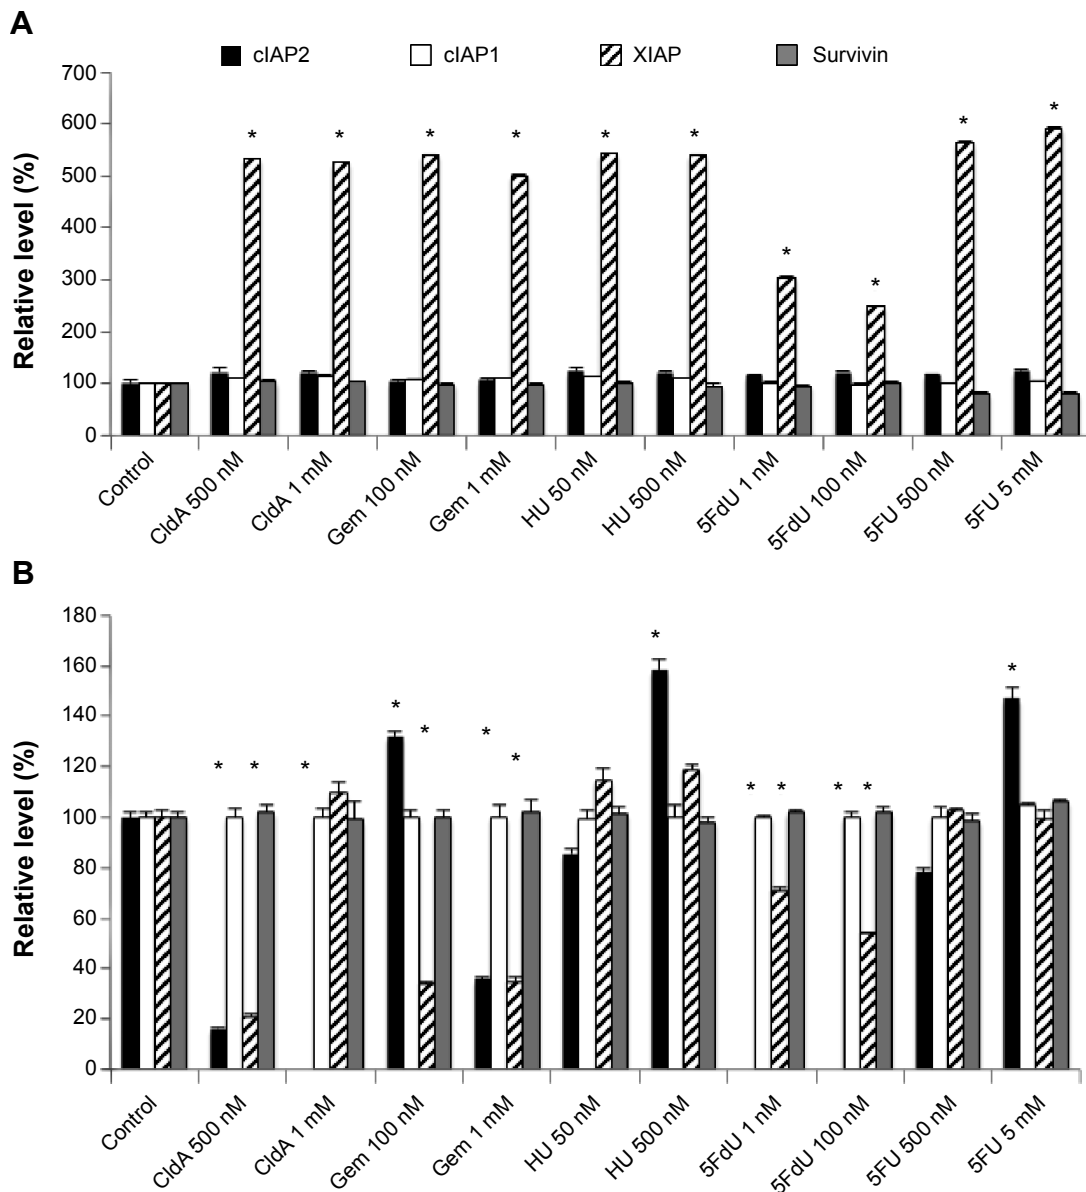 A
cIAP2 cIAP1 XIAP Survivin
700
600
500
400
300
200
100
0
Relative level (%)
* * * * * * * * * *
Control CldA 500 nM CldA 1 mM Gem 100 nM Gem 1 mM HU 50 nM HU 500 nM 5FdU 1 nM 5FdU 100 nM 5FU 500 nM 5FU 5 mM
B
180
160
140
120
100
80
60
40
20
0
Relative level (%)
* * * * * * * * * * * * *
Control CldA 500 nM CldA 1 mM Gem 100 nM Gem 1 mM HU 50 nM HU 500 nM 5FdU 1 nM 5FdU 100 nM 5FU 500 nM 5FU 5 mM